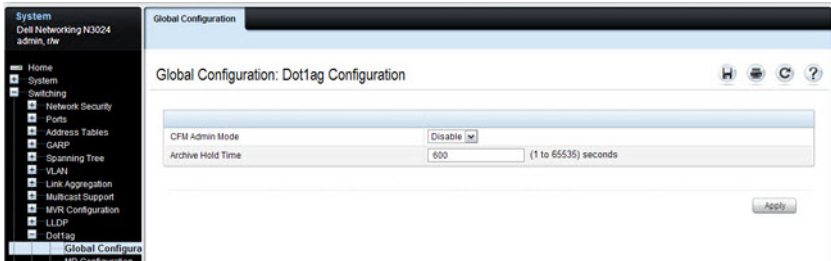 System
Dell Networking N3024
admin, r/w
Home
System
Switching
Network Security
Ports
Address Tables
GARP
Spanning Tree
VLAN
Link Aggregation
Multicast Support
MVR Configuration
LLDP
Dot1ag
Global Configura
MD Configuration
Global Configuration
Global Configuration: Dot1ag Configuration
CFM Admin Mode Disable
Archive Hold Time 600 (1 to 65535) seconds
Apply